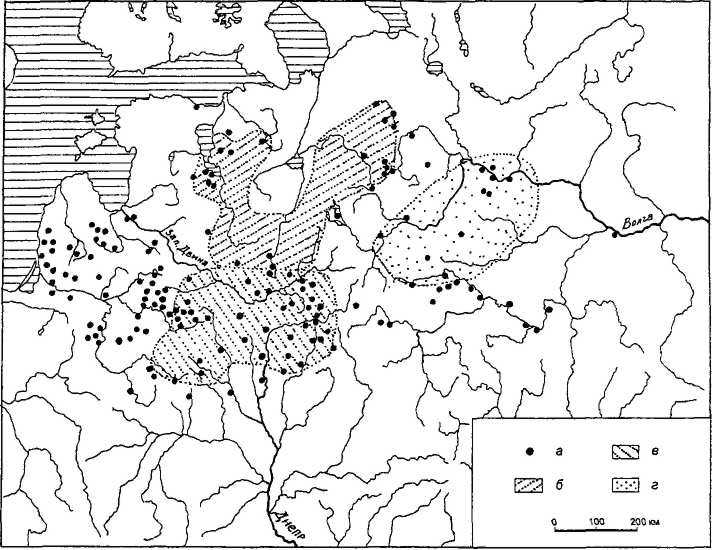 Волга
Зап. Двина
Днепр
а
в
б
г
0 100 200 км